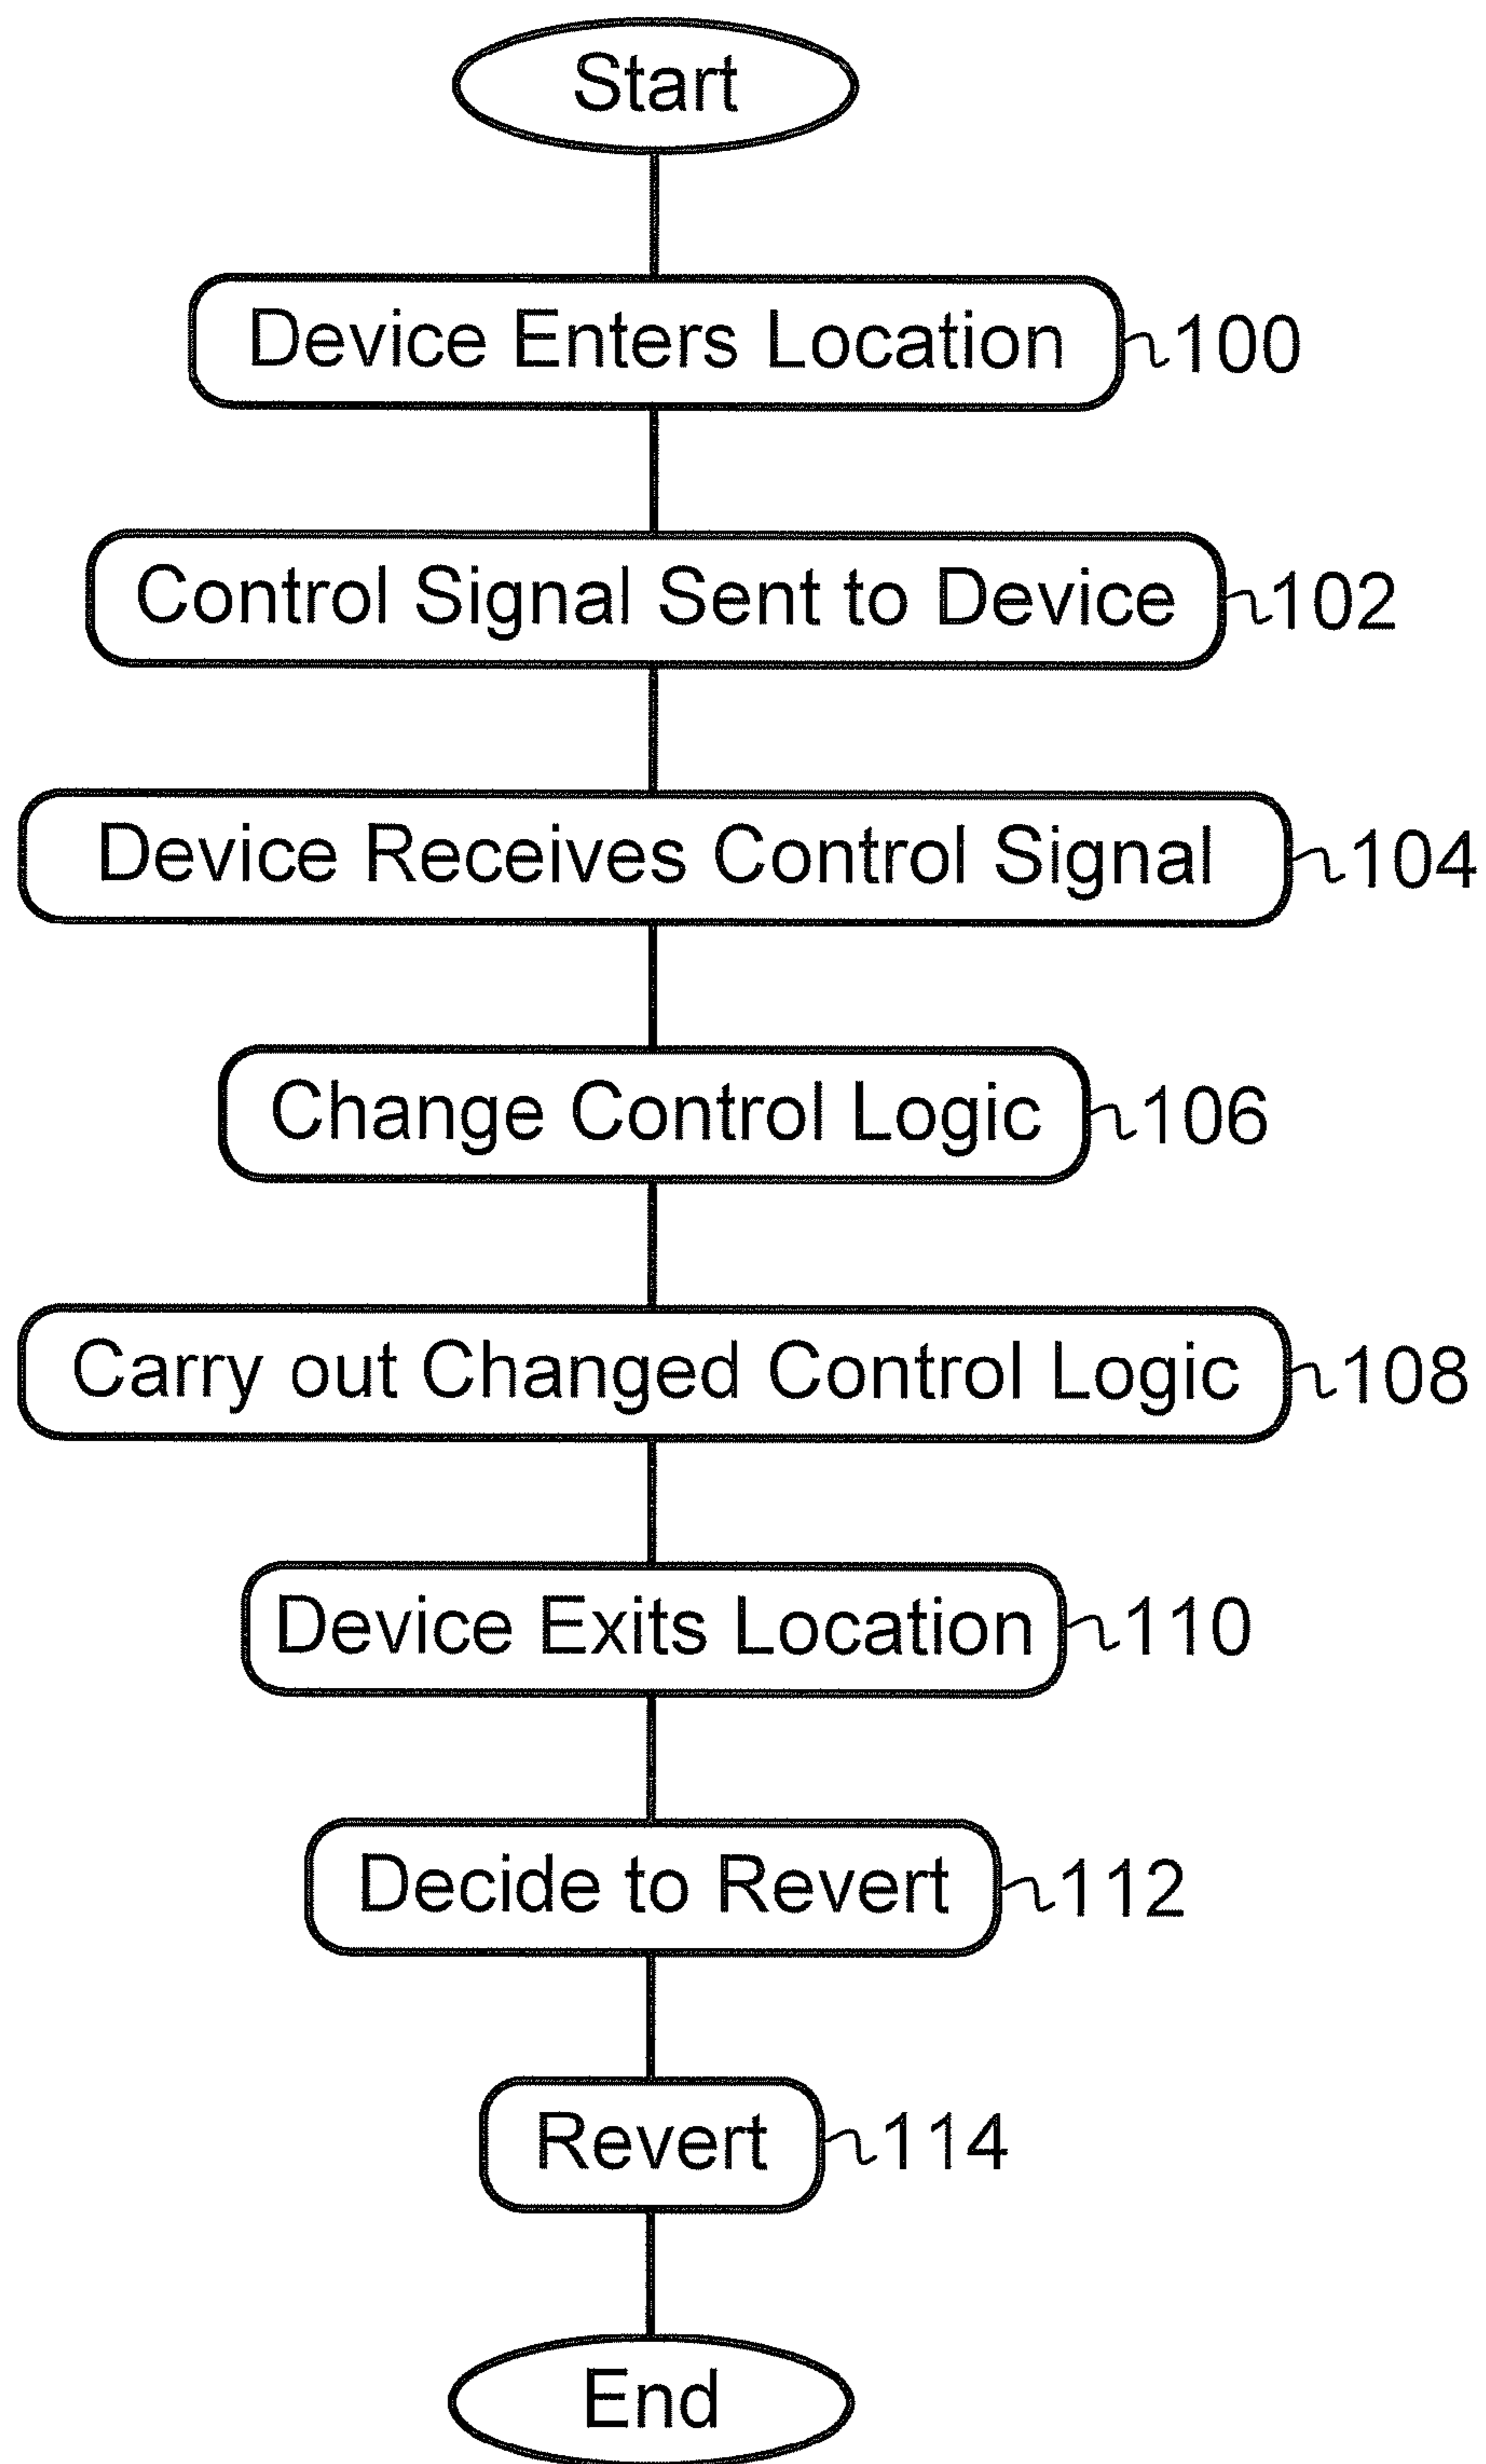 Start
Device Enters Location 100
Control Signal Sent to Device 102
Device Receives Control Signal 104
Change Control Logic 106
Carry out Changed Control Logic 108
Device Exits Location 110
Decide to Revert 112
Revert 114
End